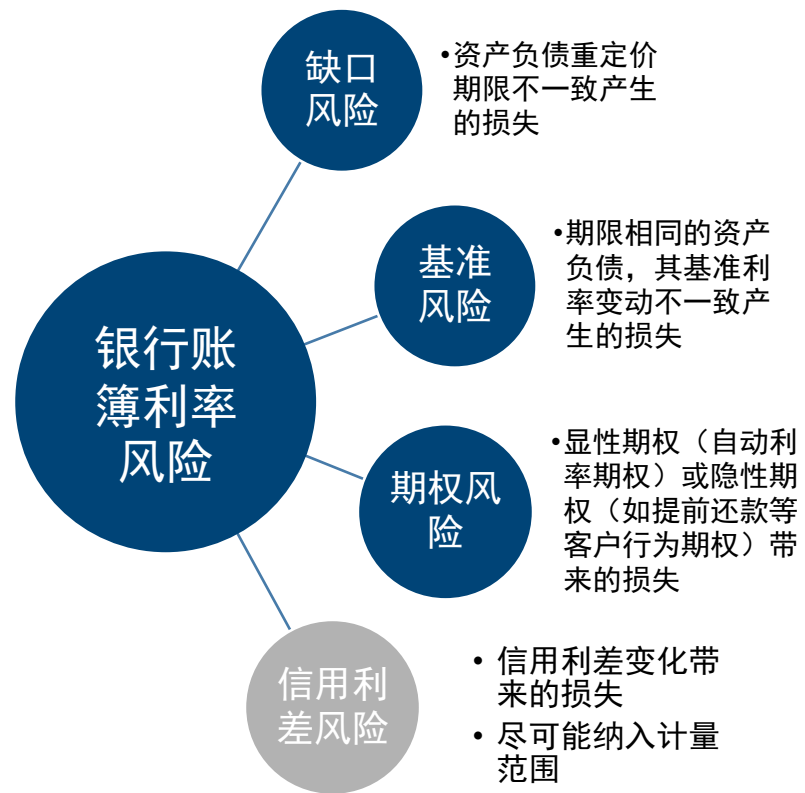 缺口
风险
•资产负债重定价
期限不一致产生
的损失
基准
风险
•期限相同的资产
负债，其基准利
率变动不一致产
生的损失
银行账
簿利率
风险
期权风
险
•显性期权（自动利
率期权）或隐性期
权（如提前还款等
客户行为期权）带
来的损失
信用利
差风险
• 信用利差变化带
来的损失
• 尽可能纳入计量
范围